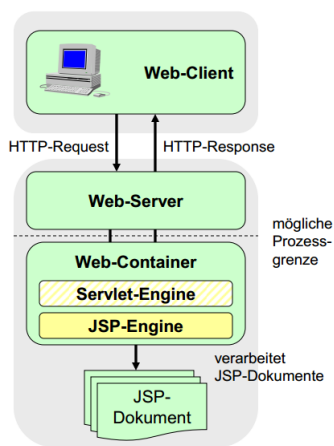 Web-Client
HTTP-Request
HTTP-Response
Web-Server
mögliche
Prozess-
grenze
Web-Container
Servlet-Engine
JSP-Engine
verarbeitet
JSP-Dokumente
JSP-
Dokument